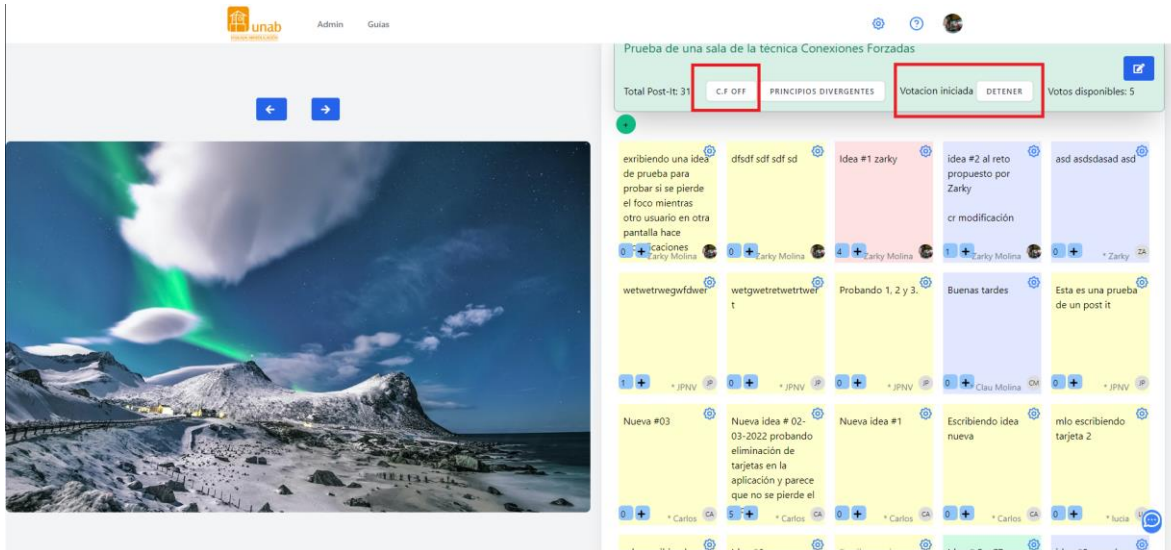 unab
Admin
Guías
Prueba de una sala de la técnica Conexiones Forzadas
Total Post-It: 31
C.F OFF
PRINCIPIOS DIVERGENTES
Votacion iniciada
DETENER
Votos disponibles: 5
exribiendo una idea
de prueba para
probar si se pierde
el foco mientras
otro usuario en otra
pantalla hace
0
Zarky Molina
dfsdf sdf sdf sd
0
Zarky Molina
Idea #1 zarky
4
Zarky Molina
idea #2 al reto
propuesto por
Zarky
cr modificación
1
Zarky Molina
asd asdsdasad asd
0
* Zarky
ZA
wetwetrwegwfdwer
1
* JPNV
JP
wetgwetretwetrtwer
t
0
* JPNV
JP
Probando 1, 2 y 3.
0
* JPNV
JP
Buenas tardes
0
Clau Molina
CM
Esta es una prueba
de un post it
0
* JPNV
JP
Nueva #03
0
* Carlos
CA
Nueva idea # 02-
03-2022 probando
eliminación de
tarjetas en la
aplicación y parece
que no se pierde el
5
* Carlos
CA
Nueva idea #1
0
* Carlos
CA
Escribiendo idea
nueva
0
* Carlos
CA
mlo escribiendo
tarjeta 2
0
* lucia